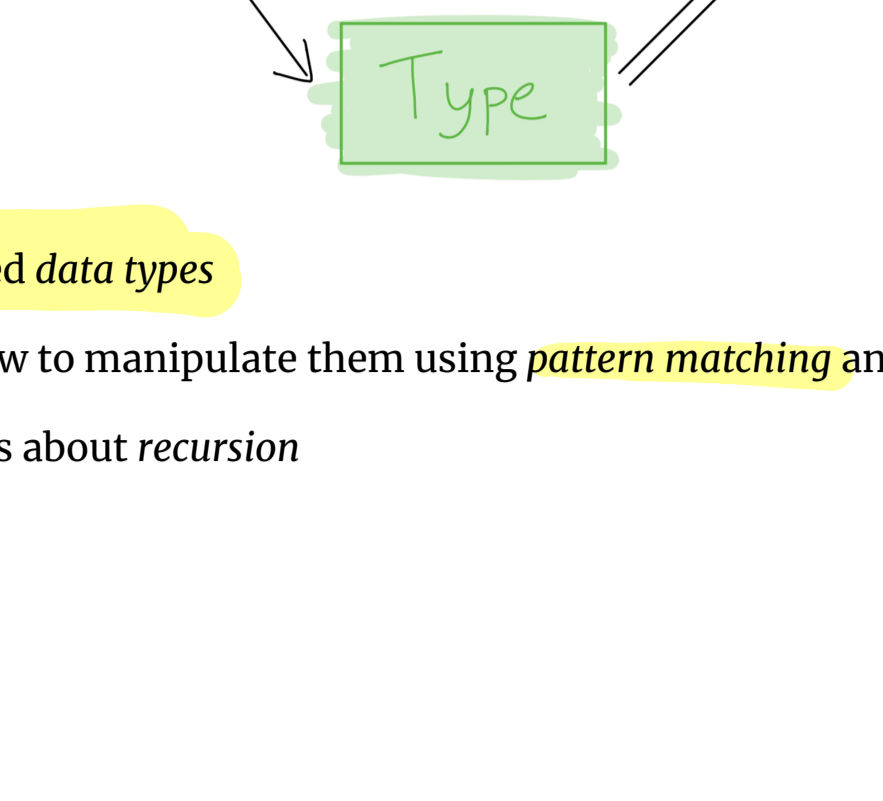 Type
ed data types
w to manipulate them using pattern matching an
s about recursion